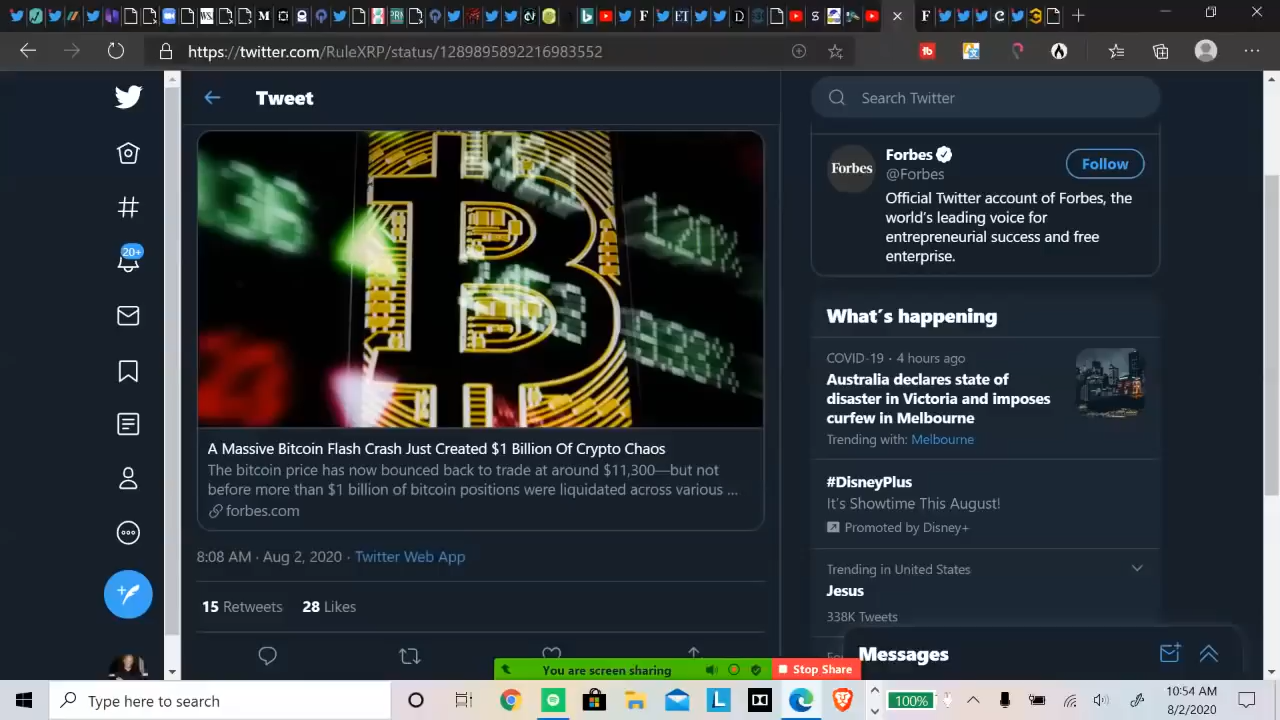 https://twitter.com/RuleXRP/status/1289895892216983552
Tweet
20+
A Massive Bitcoin Flash Crash Just Created $1 Billion Of Crypto Chaos
The bitcoin price has now bounced back to trade at around $11,300—but not
before more than $1 billion of bitcoin positions were liquidated across various ...
forbes.com
8:08 AM · Aug 2, 2020 · Twitter Web App
15 Retweets 28 Likes
Search Twitter
Forbes
Forbes
@Forbes
Follow
Official Twitter account of Forbes, the
world's leading voice for
entrepreneurial success and free
enterprise.
What's happening
COVID-19 · 4 hours ago
Australia declares state of
disaster in Victoria and imposes
curfew in Melbourne
Trending with: Melbourne
#DisneyPlus
It's Showtime This August!
Promoted by Disney+
Trending in United States
Jesus
338K Tweets
Messages
You are screen sharing
Stop Share
Type here to search
100%
10:54 AM
8/2/2020